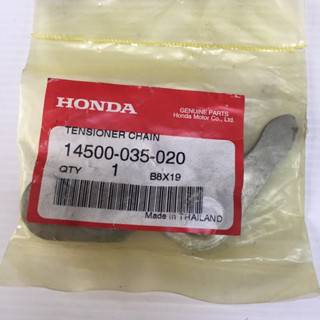 HONDA
GENUINE PARTS
Honda Motor Co., Ltd.
TENSIONER CHAIN
14500-035-020
QTY 1 B8X19
Made in THAILAND